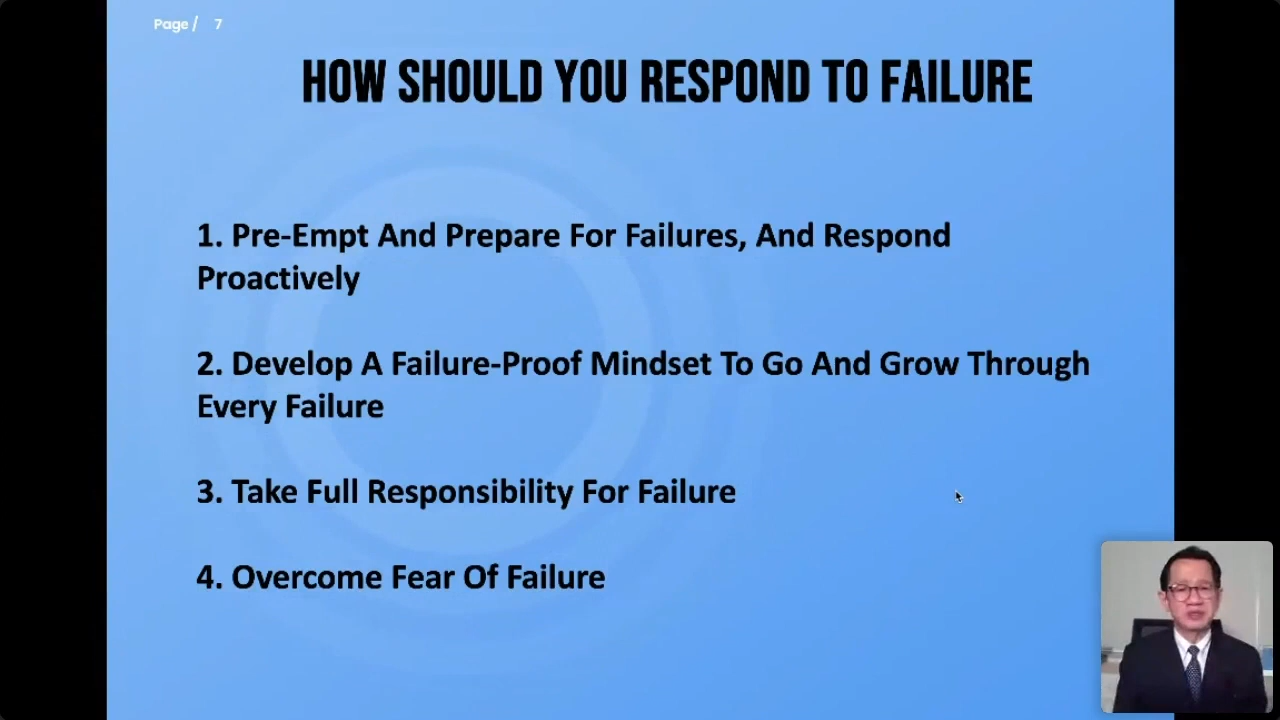 Page / 7
HOW SHOULD YOU RESPOND TO FAILURE
1. Pre-Empt And Prepare For Failures, And Respond
Proactively
2. Develop A Failure-Proof Mindset To Go And Grow Through
Every Failure
3. Take Full Responsibility For Failure
4. Overcome Fear Of Failure